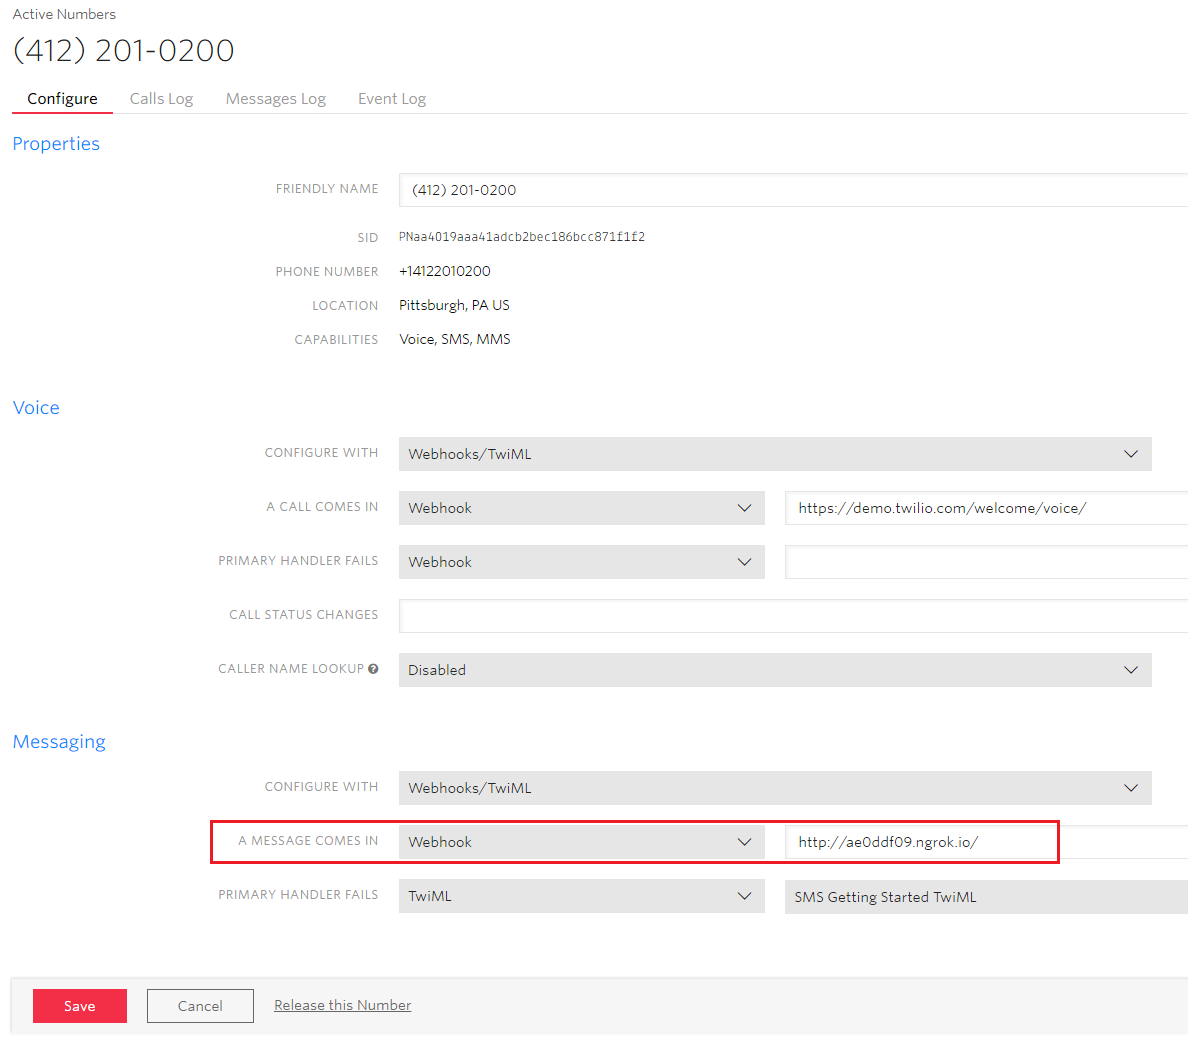 Active Numbers
(412) 201-0200
Configure Calls Log Messages Log Event Log
Properties
FRIENDLY NAME (412) 201-0200
SID PNaa4019aaa41adcb2bec186bcc871f1f2
PHONE NUMBER +14122010200
LOCATION Pittsburgh, PA US
CAPABILITIES Voice, SMS, MMS
Voice
CONFIGURE WITH Webhooks/TwiML
A CALL COMES IN Webhook https://demo.twilio.com/welcome/voice/
PRIMARY HANDLER FAILS Webhook
CALL STATUS CHANGES
CALLER NAME LOOKUP ? Disabled
Messaging
CONFIGURE WITH Webhooks/TwiML
A MESSAGE COMES IN Webhook http://ae0ddf09.ngrok.io/
PRIMARY HANDLER FAILS TwiML SMS Getting Started TwiML
Save Cancel Release this Number